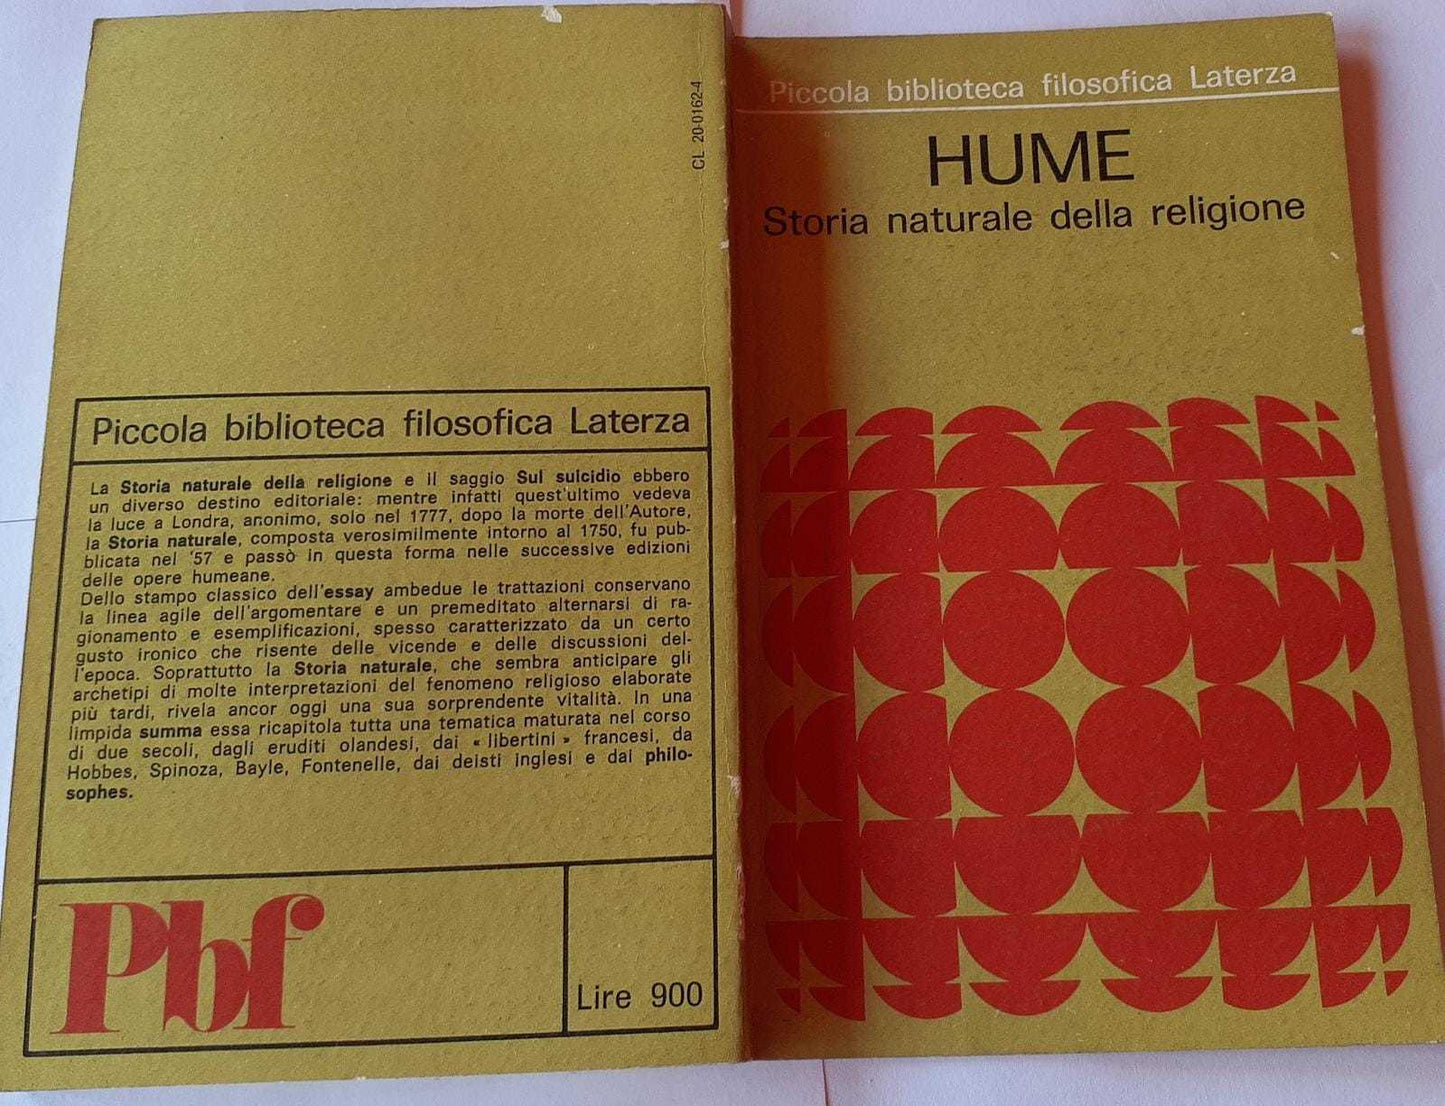 CL 20-0162-4
Piccola biblioteca filosofica Laterza
La Storia naturale della religione e il saggio Sul suicidio ebbero
un diverso destino editoriale: mentre infatti quest'ultimo vedeva
la luce a Londra, anonimo, solo nel 1777, dopo la morte dell'Autore,
la Storia naturale, composta verosimilmente intorno al 1750, fu pub-
blicata nel '57 e passò in questa forma nelle successive edizioni
delle opere humeane.
Dello stampo classico dell'essay ambedue le trattazioni conservano
la linea agile dell'argomentare e un premeditato alternarsi di ra-
gionamento e esemplificazioni, spesso caratterizzato da un certo
gusto ironico che risente delle vicende e delle discussioni del-
l'epoca. Soprattutto la Storia naturale, che sembra anticipare gli
archetipi di molte interpretazioni del fenomeno religioso elaborate
più tardi, rivela ancor oggi una sua sorprendente vitalità. In una
limpida summa essa ricapitola tutta una tematica maturata nel corso
di due secoli, dagli eruditi olandesi, dai « libertini » francesi, da
Hobbes, Spinoza, Bayle, Fontenelle, dai deisti inglesi e dai philo-
sophes.
Pbf
Lire 900
Piccola biblioteca filosofica Laterza
HUME
Storia naturale della religione